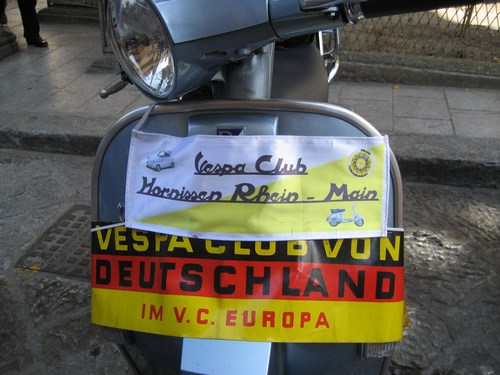 Vespa Club
Hornissen Rhein - Main
VESPA CLUB VON
DEUTSCHLAND
IM V.C. EUROPA